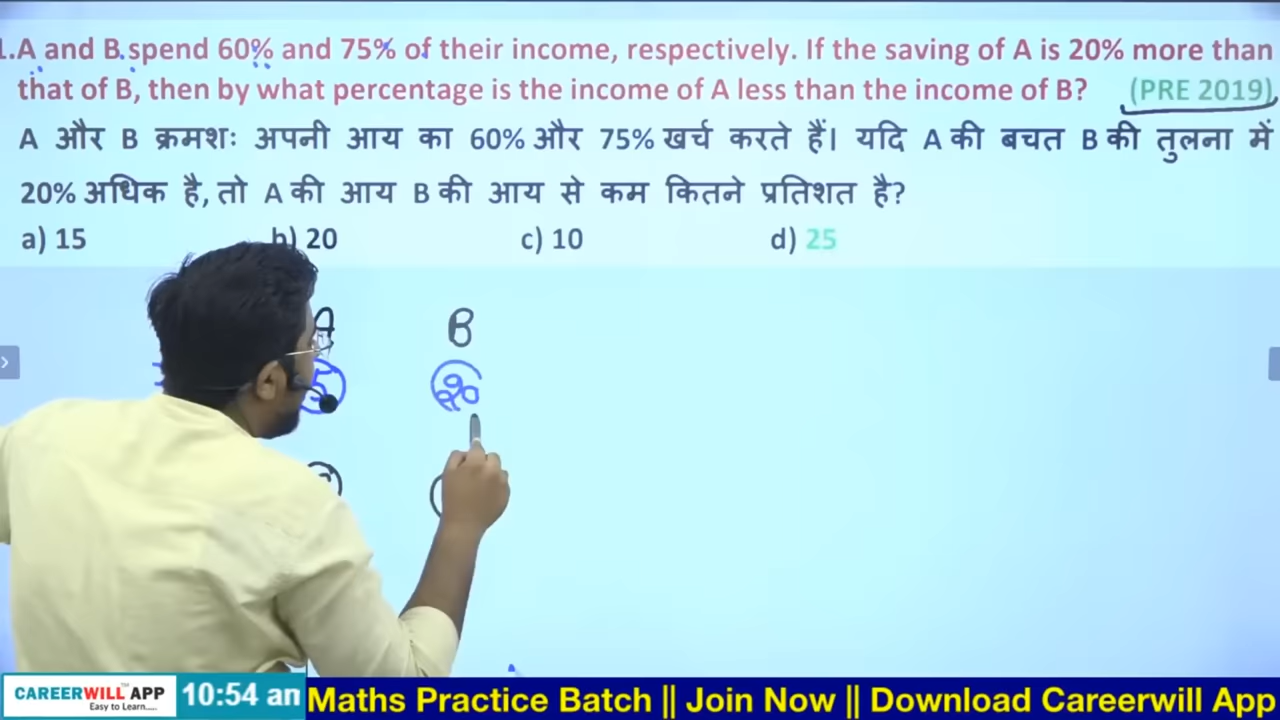 1.A and B spend 60% and 75% of their income, respectively. If the saving of A is 20% more than
that of B, then by what percentage is the income of A less than the income of B? (PRE 2019)
A और B क्रमशः अपनी आय का 60% और 75% खर्च करते हैं। यदि A की बचत B की तुलना में
20% अधिक है, तो A की आय B की आय से कम कितने प्रतिशत है?
a) 15 b) 20 c) 10 d) 25
A B
5
CAREERWILL APP
Easy to Learn.....
10:54 am
Maths Practice Batch || Join Now || Download Careerwill App